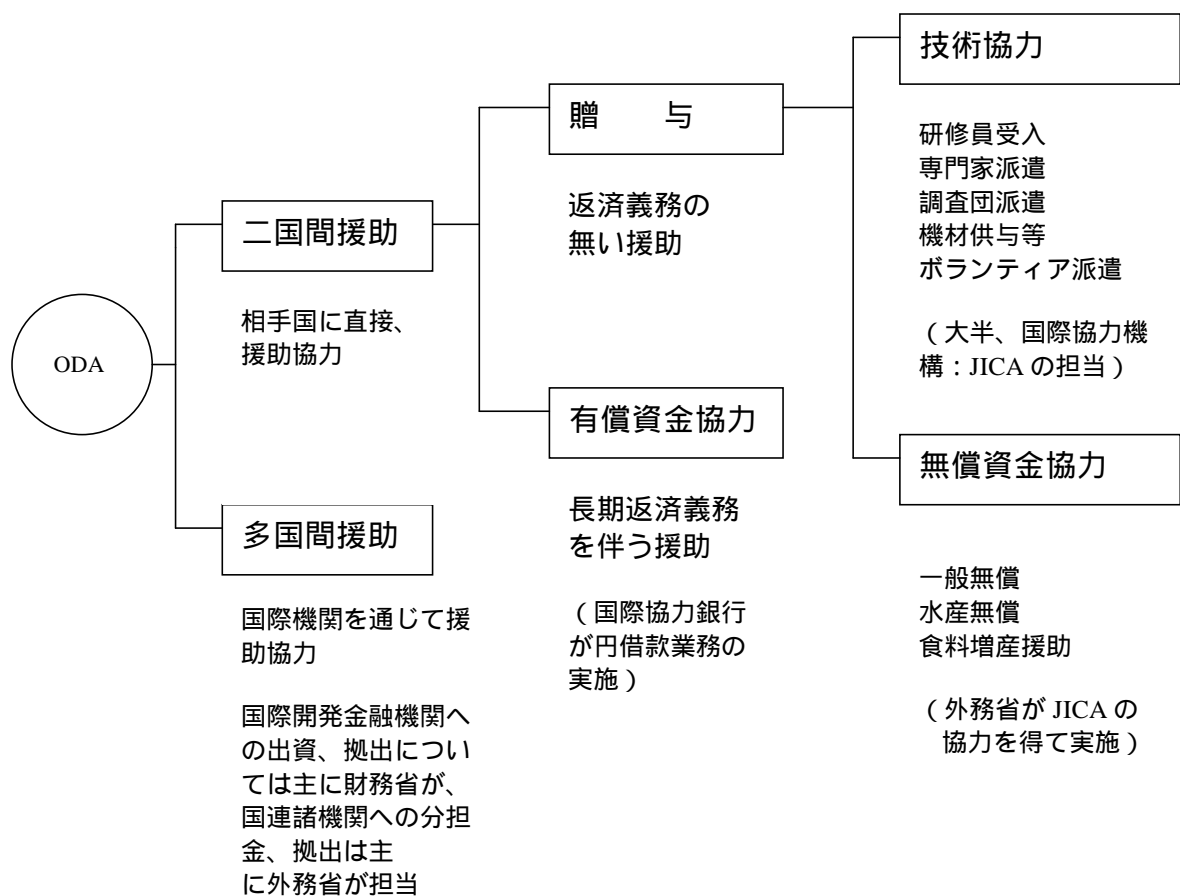 ODA
二国間援助
相手国に直接、
援助協力
多国間援助
国際機関を通じて援
助協力
国際開発金融機関へ
の出資、拠出につい
ては主に財務省が、
国連諸機関への分担
金、拠出は主
に外務省が担当
贈　　与
返済義務の
無い援助
有償資金協力
長期返済義務
を伴う援助
（国際協力銀行
が円借款業務の
実施）
技術協力
研修員受入
専門家派遣
調査団派遣
機材供与等
ボランティア派遣
（大半、国際協力機
構：JICA の担当）
無償資金協力
一般無償
水産無償
食料増産援助
（外務省が JICA の
協力を得て実施）